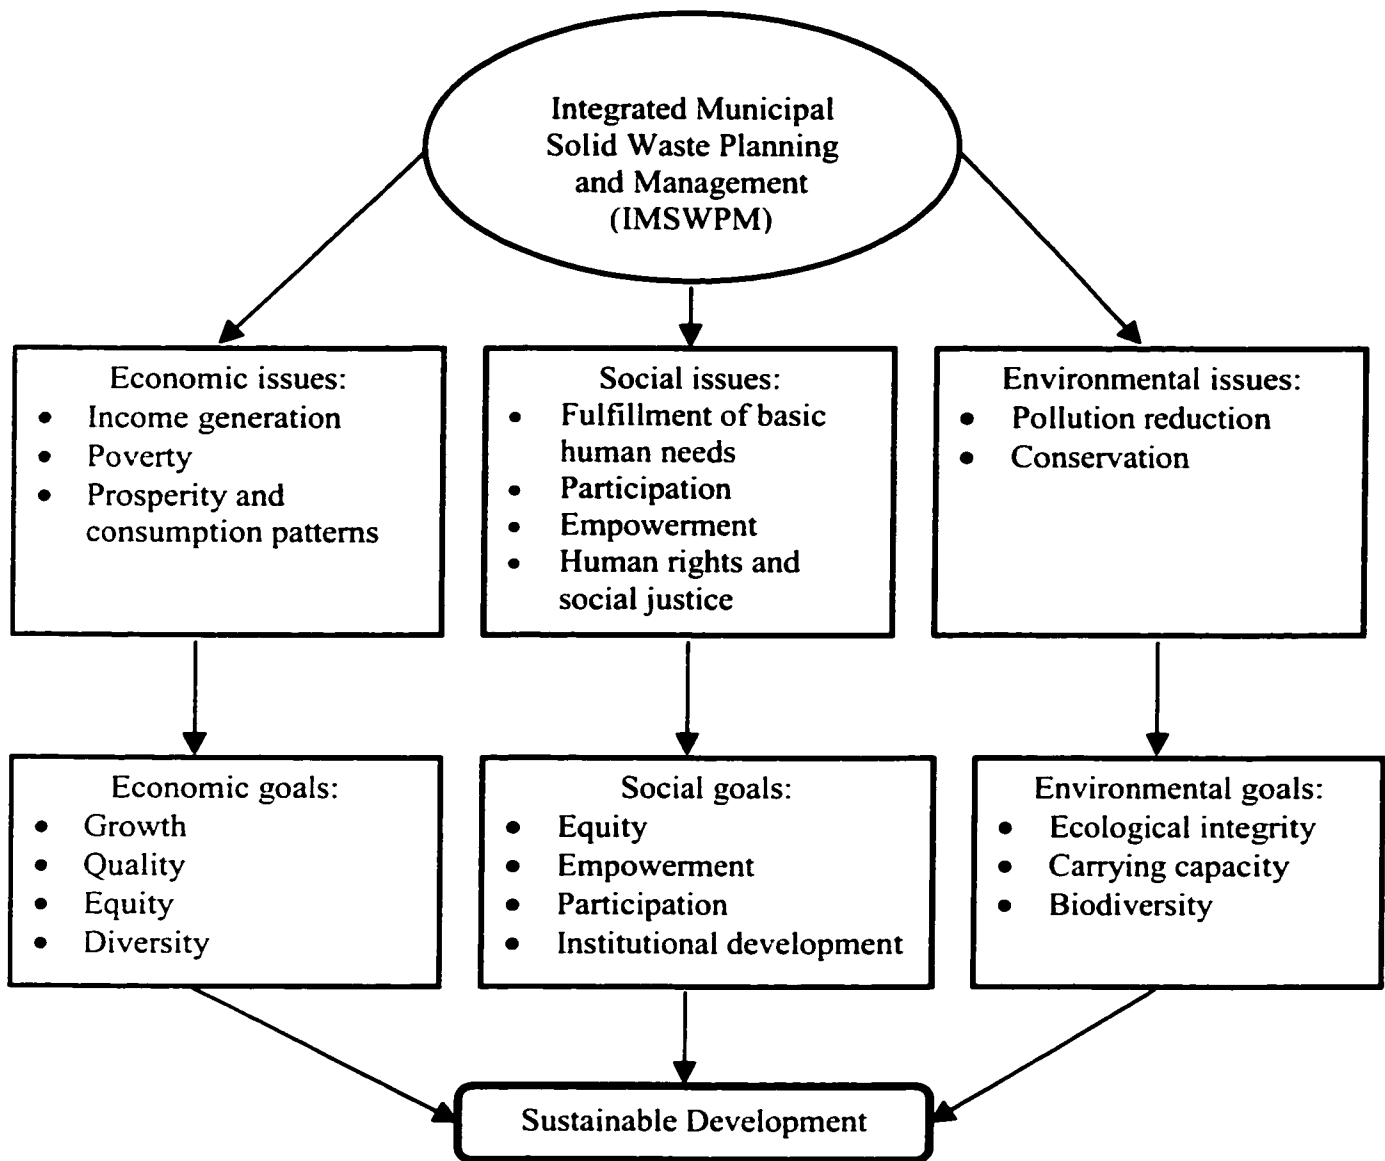 Integrated Municipal
Solid Waste Planning
and Management
(IMSWPM)
Economic issues:
• Income generation
• Poverty
• Prosperity and
consumption patterns
Social issues:
• Fulfillment of basic
human needs
• Participation
• Empowerment
• Human rights and
social justice
Environmental issues:
• Pollution reduction
• Conservation
Economic goals:
• Growth
• Quality
• Equity
• Diversity
Social goals:
• Equity
• Empowerment
• Participation
• Institutional development
Environmental goals:
• Ecological integrity
• Carrying capacity
• Biodiversity
Sustainable Development